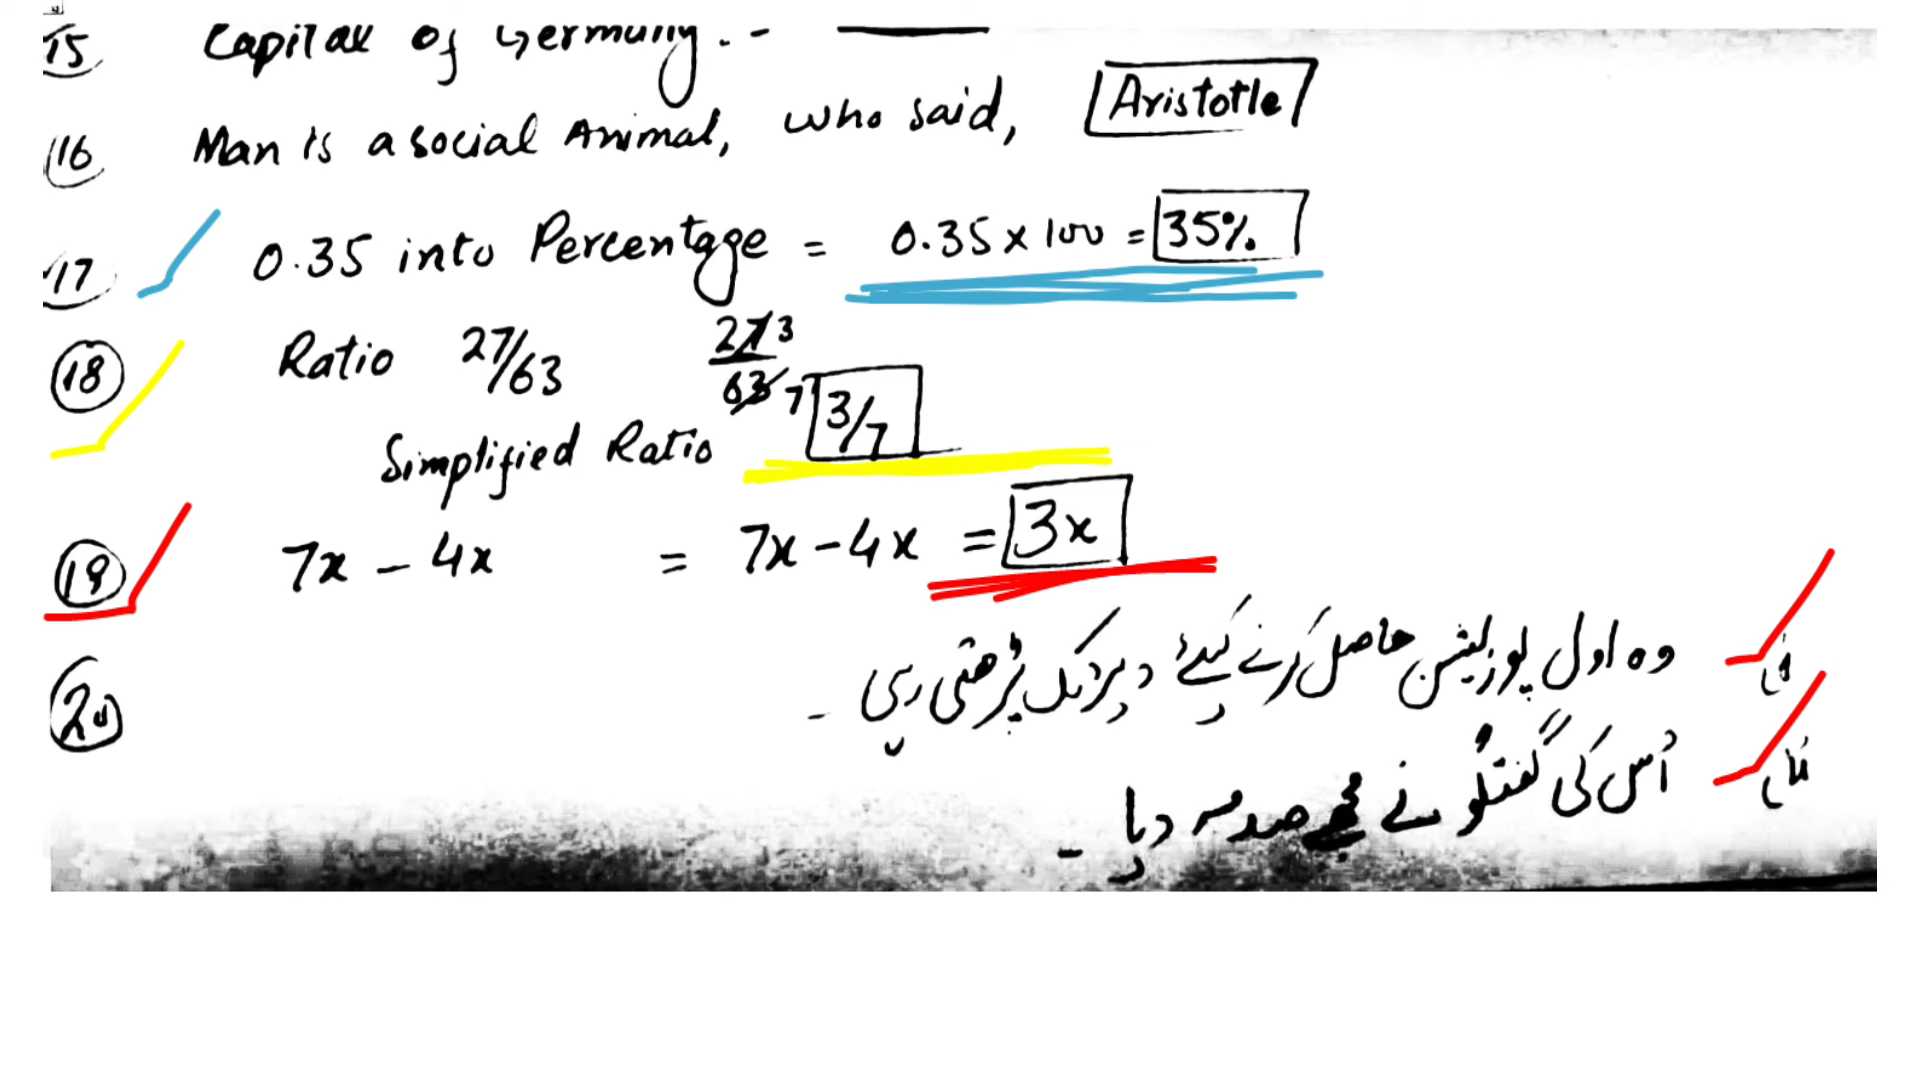 15 Capital of Germany. - ____
16 Man is a social Animal, who said, Aristotle
17 0.35 into Percentage = 0.35 x 100 = 35%
18 Ratio 27/63 27 3
63 7 3/7
Simplified Ratio
19 7x - 4x = 7x - 4x = 3x
20
وہ اول پوزیشن حاصل کرنے کیلئے دیر تک پڑھتی رہی ۔
اُس کی گفتگو نے مجھے صدمہ دیا ۔